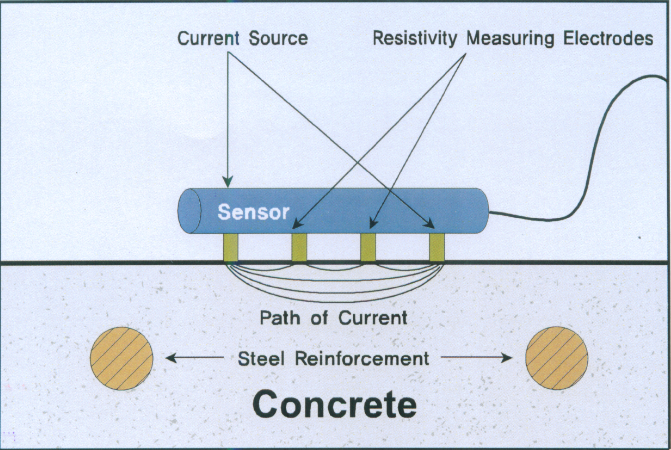 Current Source
Resistivity Measuring Electrodes
Sensor
Path of Current
Steel Reinforcement
Concrete